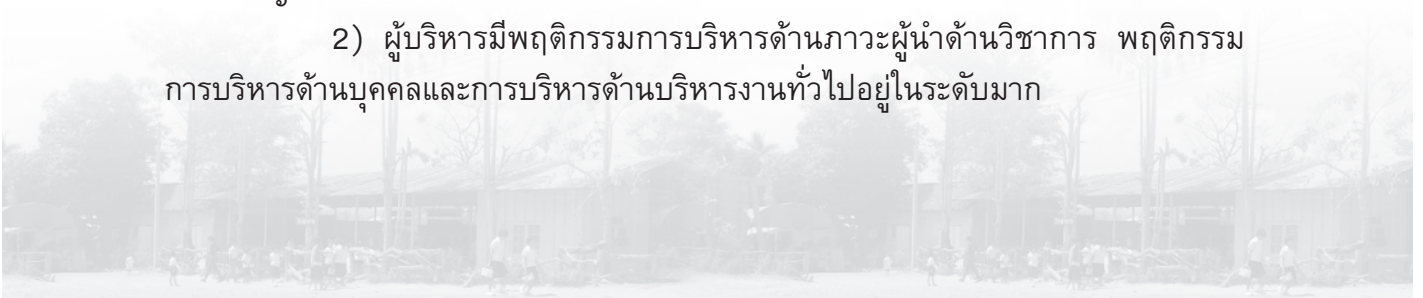 2) ผู้บริหารมีพฤติกรรมการบริหารด้านภาวะผู้นำด้านวิชาการ พฤติกรรม
การบริหารด้านบุคคลและการบริหารด้านบริหารงานทั่วไปอยู่ในระดับมาก